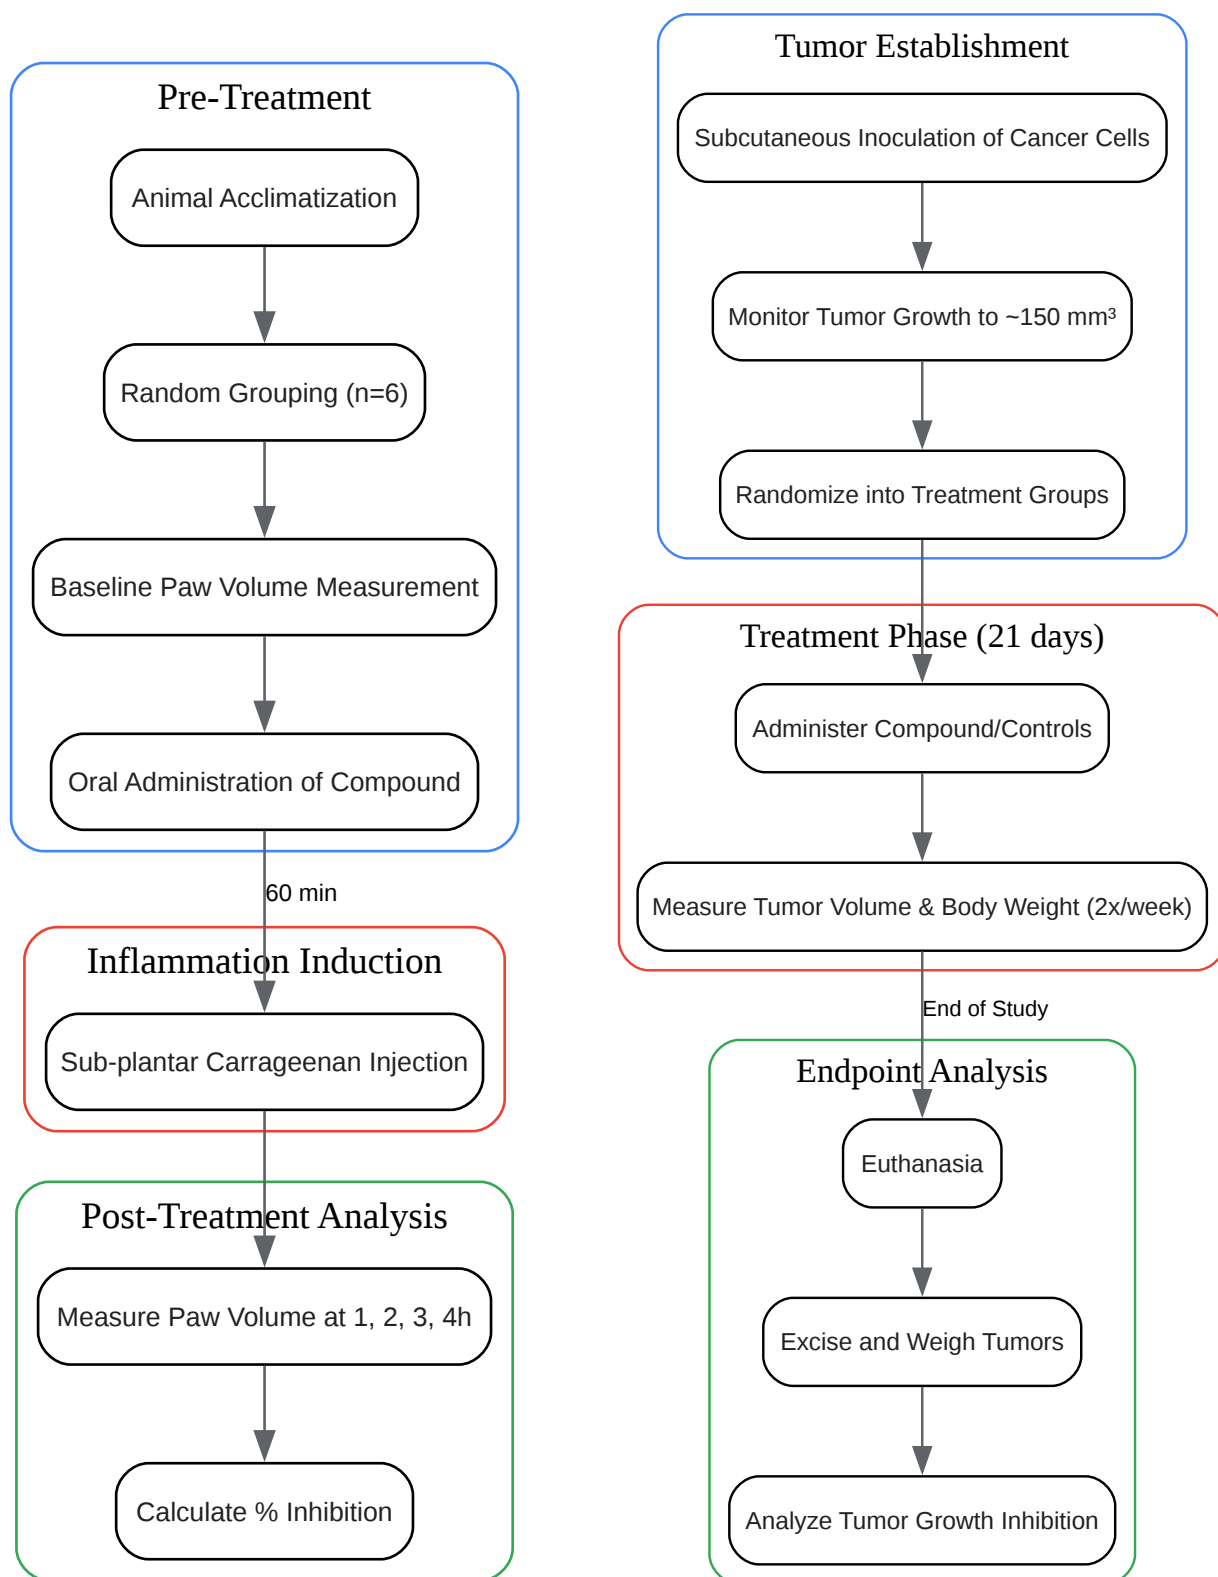 Pre-Treatment
Animal Acclimatization
Random Grouping (n=6)
Baseline Paw Volume Measurement
Oral Administration of Compound
60 min
Inflammation Induction
Sub-plantar Carrageenan Injection
Post-Treatment Analysis
Measure Paw Volume at 1, 2, 3, 4h
Calculate % Inhibition
Tumor Establishment
Subcutaneous Inoculation of Cancer Cells
Monitor Tumor Growth to ~150 mm³
Randomize into Treatment Groups
Treatment Phase (21 days)
Administer Compound/Controls
Measure Tumor Volume & Body Weight (2x/week)
End of Study
Endpoint Analysis
Euthanasia
Excise and Weigh Tumors
Analyze Tumor Growth Inhibition